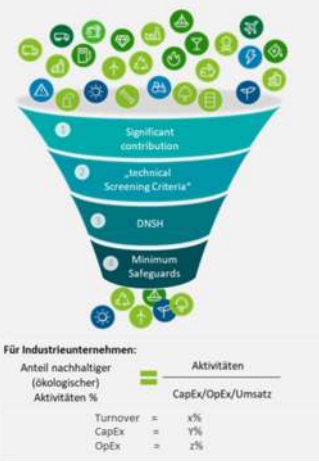 1
Significant
contribution
2
„technical
Screening Criteria“
3
DNSH
4
Minimum
Safeguards
Für Industrieunternehmen:
Anteil nachhaltiger
(ökologischer)
Aktivitäten %
=
Aktivitäten
CapEx/OpEx/Umsatz
Turnover = x%
CapEx = Y%
OpEx = z%